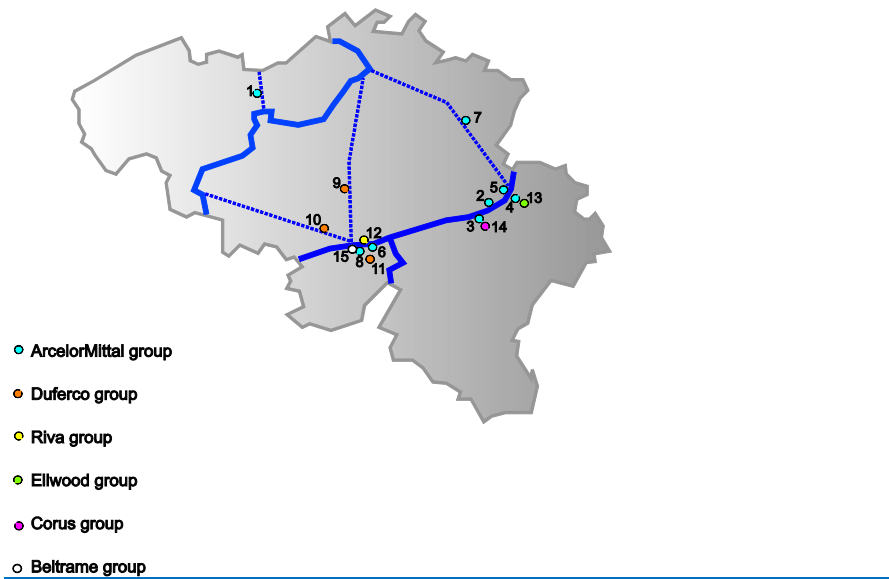 1
7
9
5
2
4
13
3
14
10
12
15
8
6
11
ArcelorMittal group
Duferco group
Riva group
Ellwood group
Corus group
Beltrame group